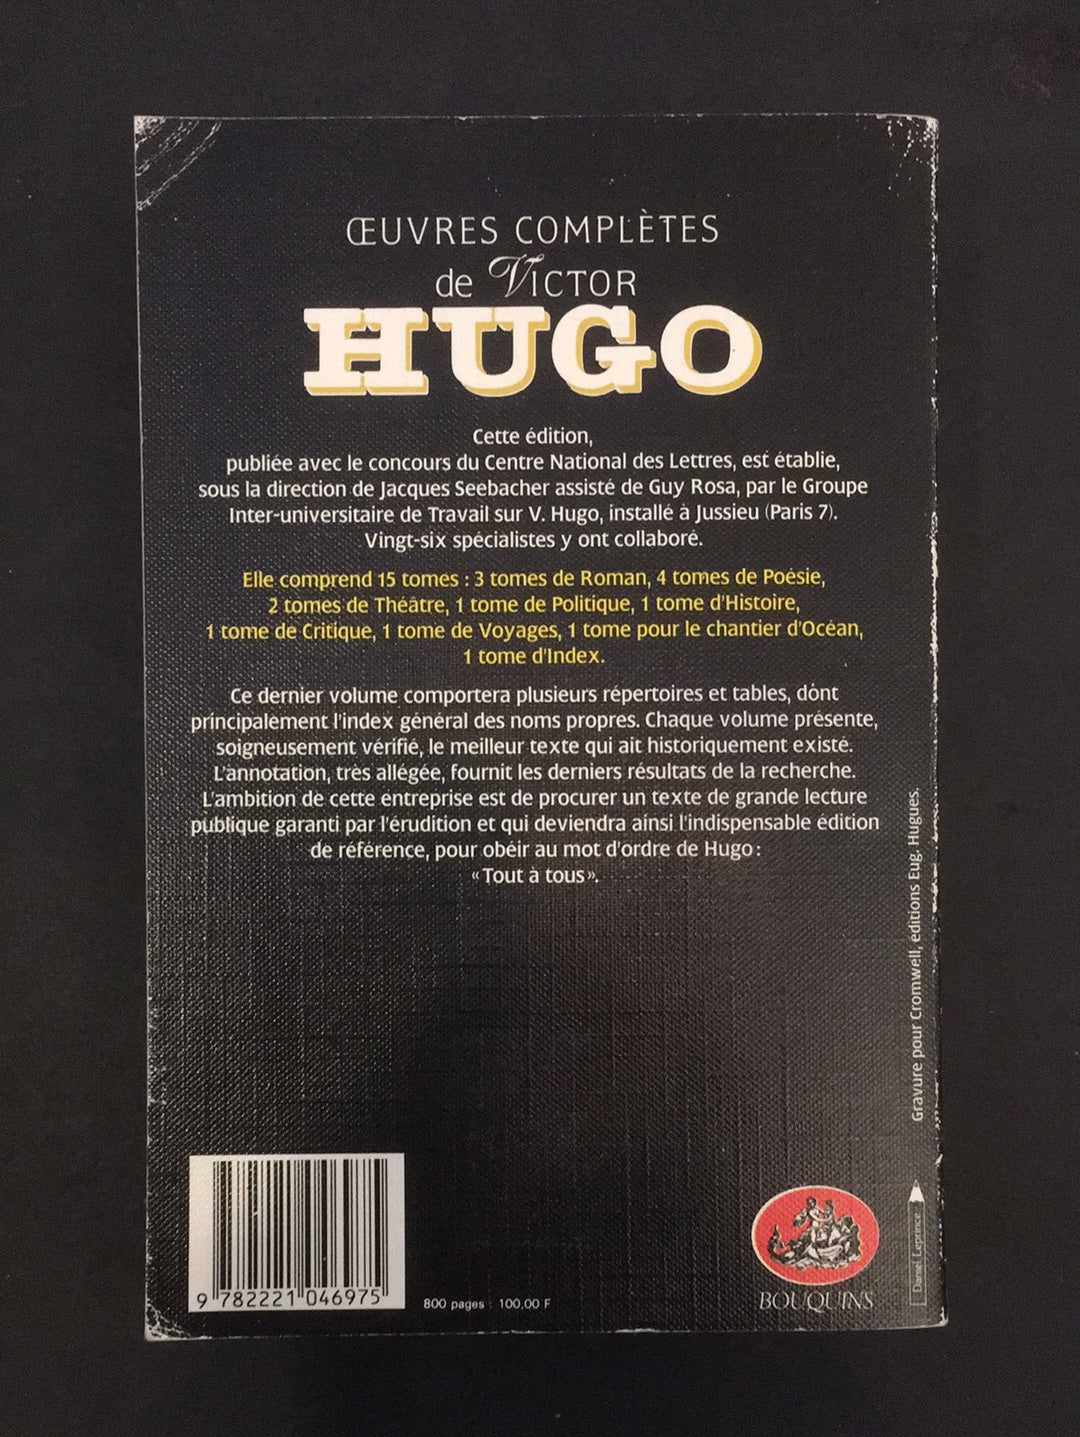 ŒUVRES COMPLÈTES
de VICTOR
HUGO
Cette édition,
publiée avec le concours du Centre National des Lettres, est établie,
sous la direction de Jacques Seebacher assisté de Guy Rosa, par le Groupe
Inter-universitaire de Travail sur V. Hugo, installé à Jussieu (Paris 7).
Vingt-six spécialistes y ont collaboré.
Elle comprend 15 tomes : 3 tomes de Roman, 4 tomes de Poésie,
2 tomes de Théâtre, 1 tome de Politique, 1 tome d'Histoire,
1 tome de Critique, 1 tome de Voyages, 1 tome pour le chantier d'Océan,
1 tome d'Index.
Ce dernier volume comportera plusieurs répertoires et tables, dont
principalement l'index général des noms propres. Chaque volume présente,
soigneusement vérifié, le meilleur texte qui ait historiquement existé.
L'annotation, très allégée, fournit les derniers résultats de la recherche.
L'ambition de cette entreprise est de procurer un texte de grande lecture
publique garanti par l'érudition et qui deviendra ainsi l'indispensable édition
de référence, pour obéir au mot d'ordre de Hugo :
« Tout à tous ».
Gravure pour Cromwell, éditions Eug. Hugues.
Daniel Leprince
9 782221 046975
800 pages : 100,00 F
BOUQUINS